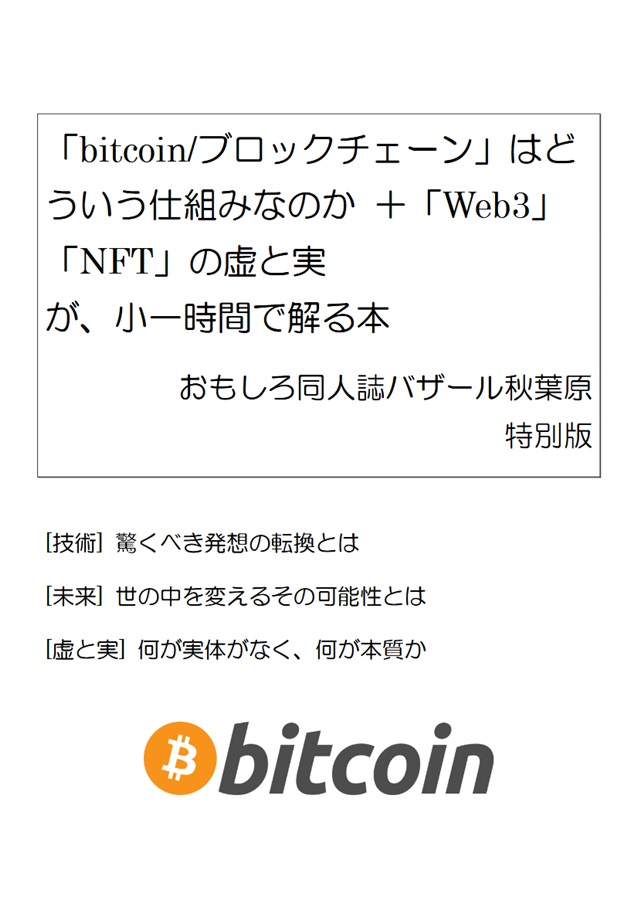 「bitcoin/ブロックチェーン」はど
ういう仕組みなのか ＋「Web3」
「NFT」の虚と実
が、小一時間で解る本
おもしろ同人誌バザール秋葉原
特別版
[技術] 驚くべき発想の転換とは
[未来] 世の中を変えるその可能性とは
[虚と実] 何が実体がなく、何が本質か
bitcoin